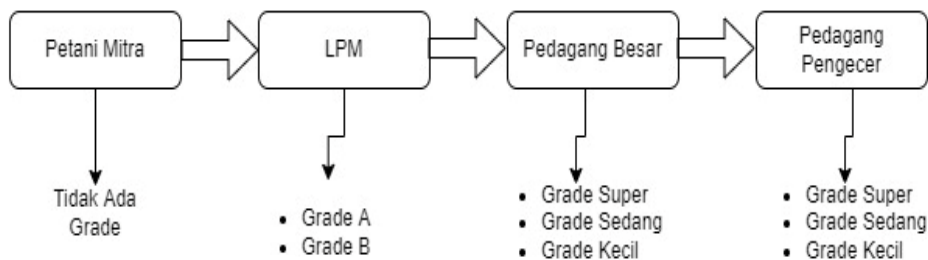 Petani Mitra
LPM
Pedagang Besar
Pedagang
Pengecer
Tidak Ada
Grade
• Grade A
• Grade B
• Grade Super
• Grade Sedang
• Grade Kecil
• Grade Super
• Grade Sedang
• Grade Kecil